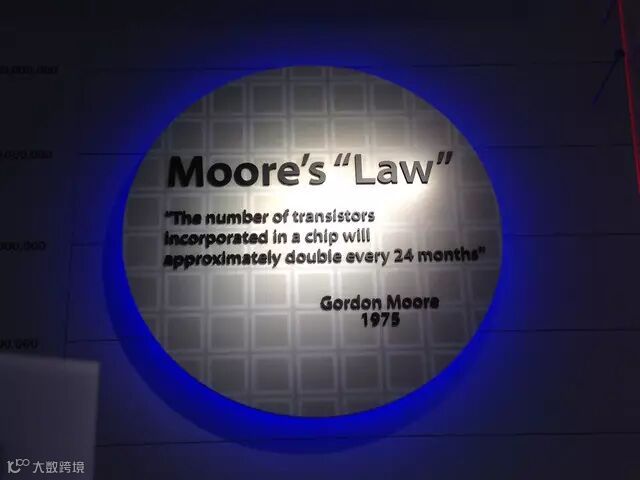 Moore's "Law"
"The number of transistors
incorporated in a chip will
approximately double every 24 months"
Gordon Moore
1975
大数跨境